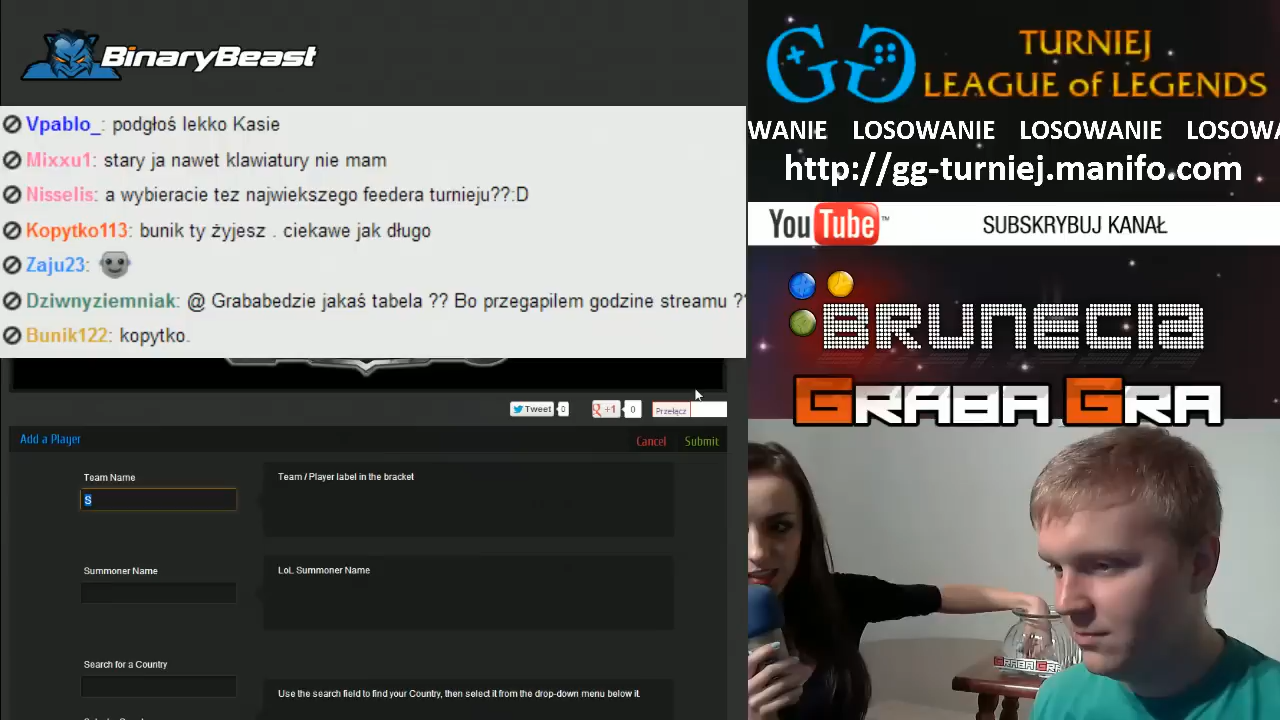 BinaryBeast
Vpablo_: podgłoś lekko Kasie
Mixxu1: stary ja nawet klawiatury nie mam
Nisselis: a wybieracie tez najwiekszego feedera turnieju??:D
Kopytko113: bunik ty żyjesz . ciekawe jak długo
Zaju23:
Dziwnyziemniak: @ Grababedzie jakaś tabela ?? Bo przegapilem godzine streamu ??
Bunik122: kopytko.
Tweet 0
g +1 0
Przełącz
Add a Player
Cancel Submit
Team Name
S
Team / Player label in the bracket
Summoner Name
LoL Summoner Name
Search for a Country
Use the search field to find your Country, then select it from the drop-down menu below it.
GG
TURNIEJ
LEAGUE of LEGENDS
WANIE LOSOWANIE LOSOWANIE LOSOWA
http://gg-turniej.manifo.com
YouTube™
SUBSKRYBUJ KANAŁ
BRUNECIA
GRABA GRA
GRABA GRA